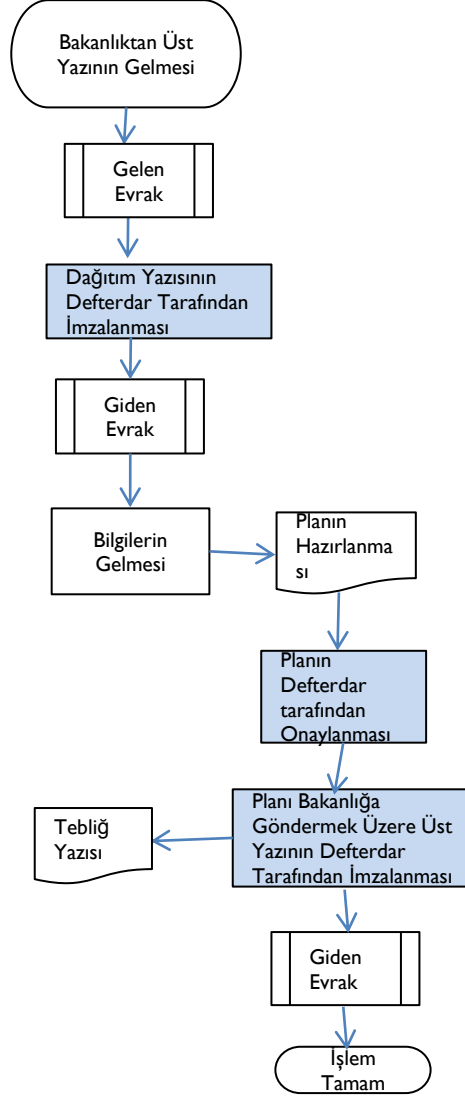 Bakanlıktan Üst
Yazının Gelmesi
Gelen
Evrak
Dağıtım Yazısının
Defterdar Tarafından
İmzalanması
Giden
Evrak
Bilgilerin
Gelmesi
Planın
Hazırlanma
sı
Planın
Defterdar
tarafından
Onaylanması
Planı Bakanlığa
Göndermek Üzere Üst
Yazının Defterdar
Tarafından İmzalanması
Tebliğ
Yazısı
Giden
Evrak
İşlem
Tamam